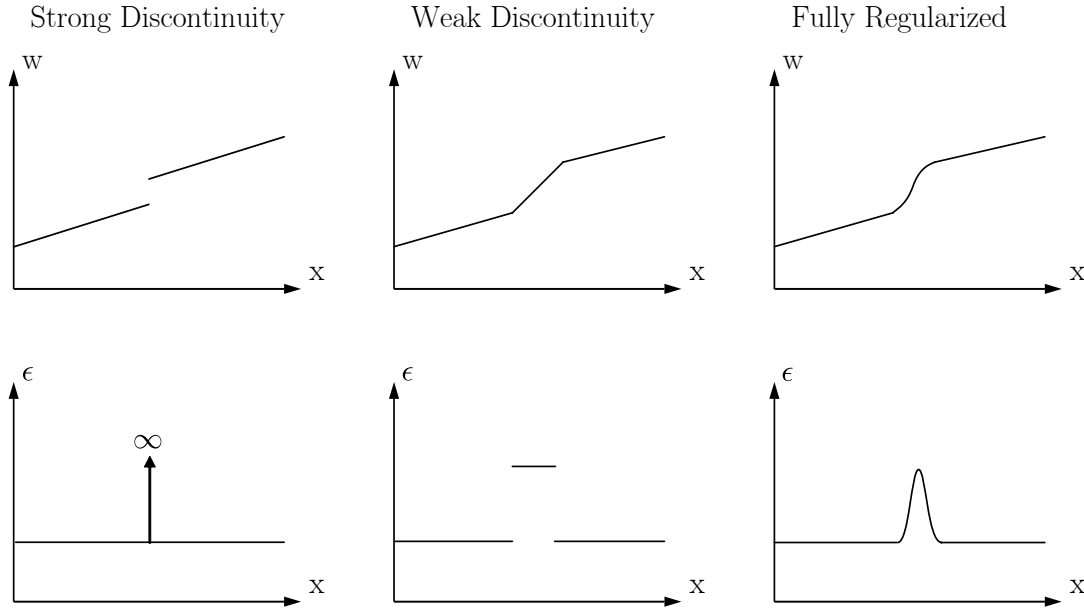 Strong Discontinuity
Weak Discontinuity
Fully Regularized
w
w
w
x
x
x
ϵ
ϵ
ϵ
∞
x
x
x